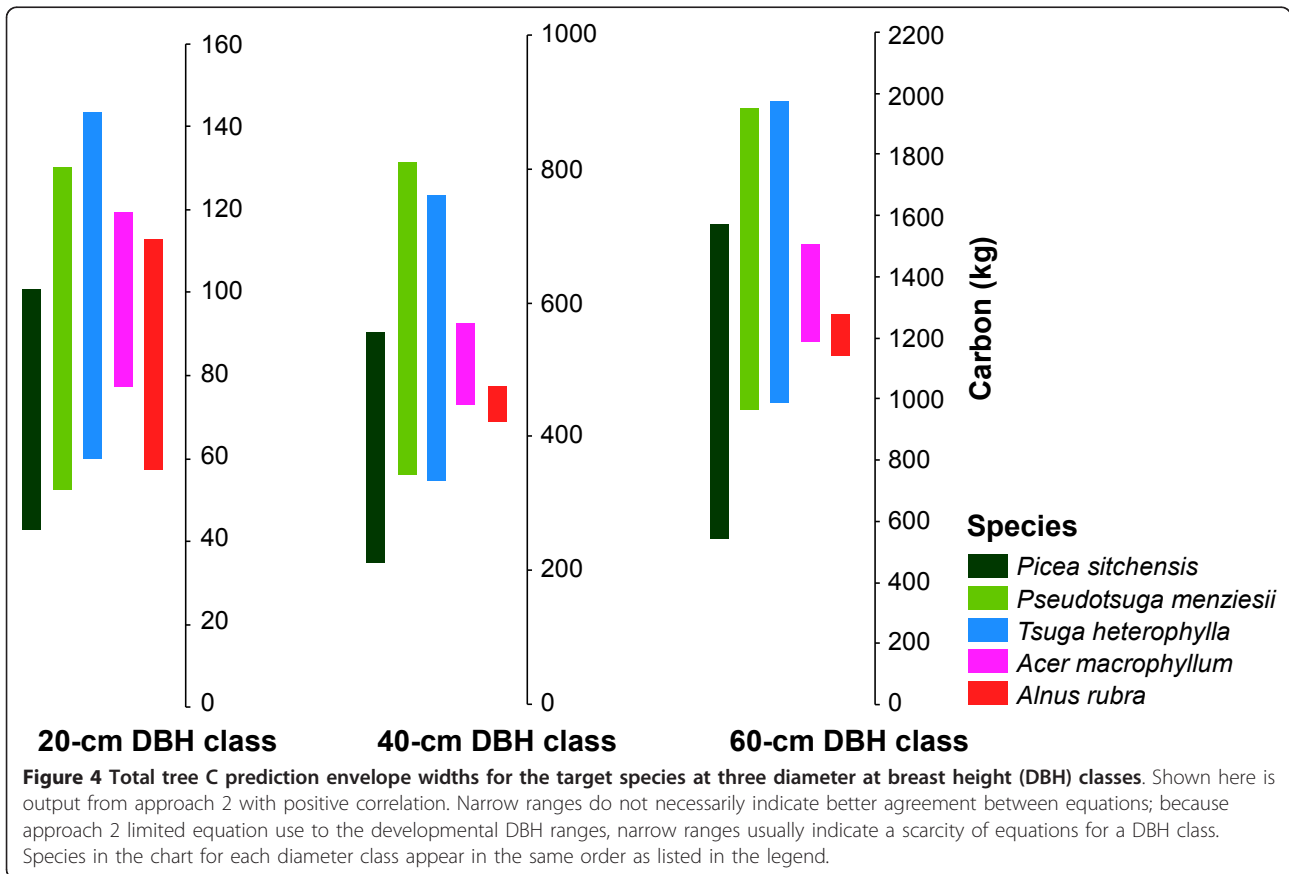 160
140
120
100
80
60
40
20
0
20-cm DBH class
1000
800
600
400
200
0
40-cm DBH class
2200
2000
1800
1600
1400
1200
1000
800
600
400
200
0
60-cm DBH class
Carbon (kg)
Species
Picea sitchensis
Pseudotsuga menziesii
Tsuga heterophylla
Acer macrophyllum
Alnus rubra
Figure 4 Total tree C prediction envelope widths for the target species at three diameter at breast height (DBH) classes. Shown here is
output from approach 2 with positive correlation. Narrow ranges do not necessarily indicate better agreement between equations; because
approach 2 limited equation use to the developmental DBH ranges, narrow ranges usually indicate a scarcity of equations for a DBH class.
Species in the chart for each diameter class appear in the same order as listed in the legend.